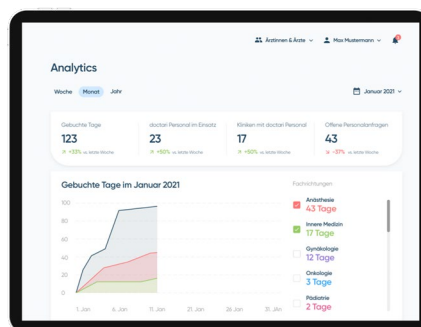 Ärztinnen & Ärzte
Max Mustermann
Analytics
Woche
Monat
Jahr
Januar 2021
Gebuchte Tage
123
+33% vs. letzte Woche
doctari Personal im Einsatz
23
+50% vs. letzte Woche
Kliniken mit doctari Personal
17
+50% vs. letzte Woche
Offene Personalanfragen
43
-37% vs. letzte Woche
Gebuchte Tage im Januar 2021
100
80
60
40
20
0
1. Jan
6. Jan
11. Jan
21. Jan
26. Jan
31. Jan
Fachrichtungen
Anästhesie
43 Tage
Innere Medizin
17 Tage
Gynäkologie
12 Tage
Onkologie
3 Tage
Pädiatrie
2 Tage